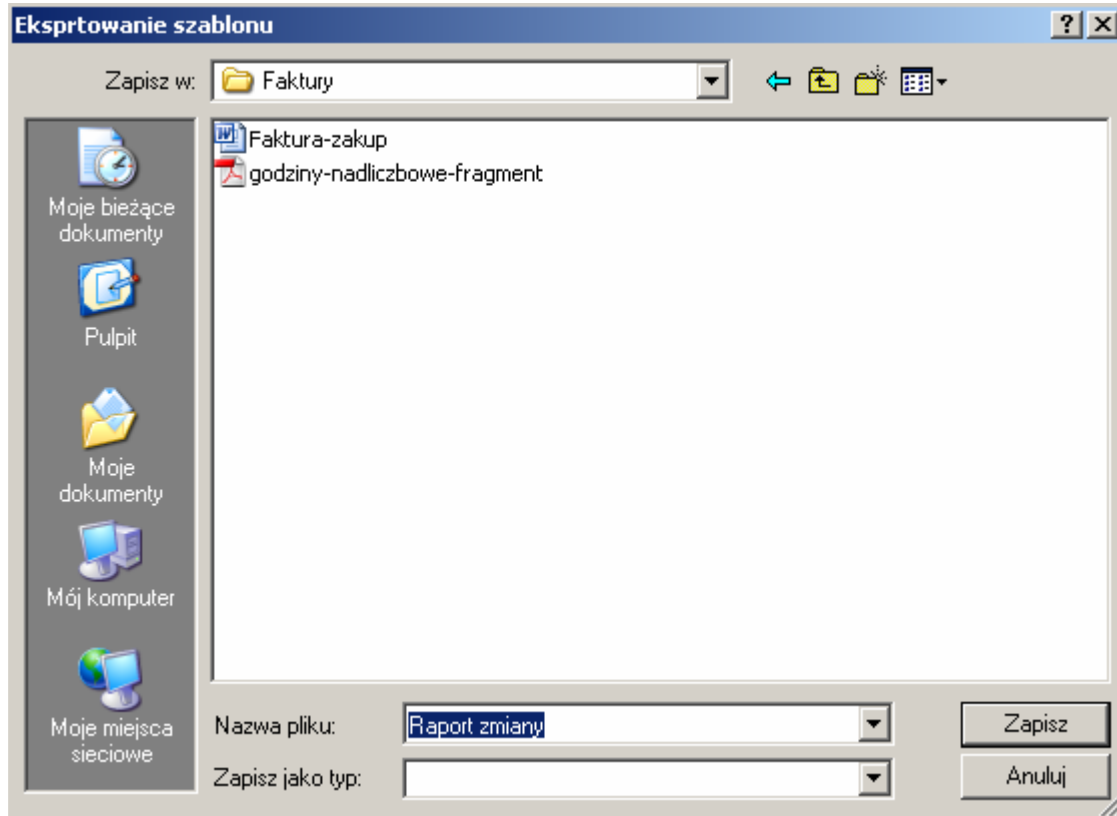 Eksprtowanie szablonu
Zapisz w: Faktury
Moje bieżące
dokumenty
Pulpit
Moje
dokumenty
Mój komputer
Moje miejsca
sieciowe
Faktura-zakup
godziny-nadliczbowe-fragment
Nazwa pliku: Raport zmiany Zapisz
Zapisz jako typ: Anuluj